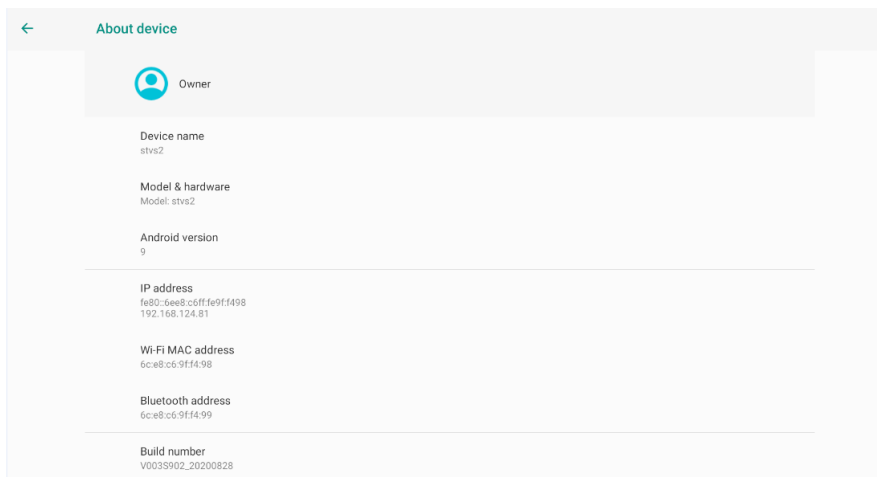 About device
Owner
Device name
stvs2
Model & hardware
Model: stvs2
Android version
9
IP address
fe80::6ee8:c6ff:fe9f:f498
192.168.124.81
Wi-Fi MAC address
6c:e8:c6:9f:f4:98
Bluetooth address
6c:e8:c6:9f:f4:99
Build number
V003S902_20200828